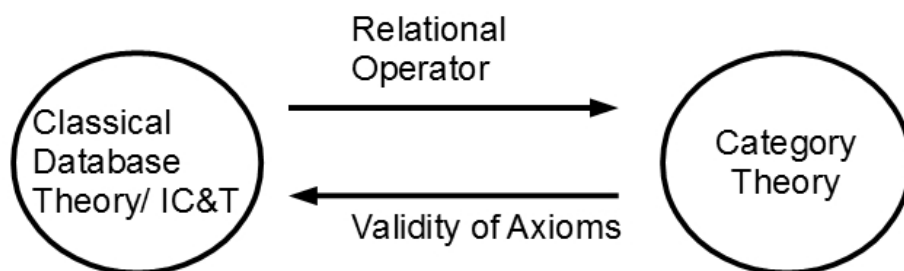 Relational
Operator
Classical
Database
Theory/ IC&T
Category
Theory
Validity of Axioms